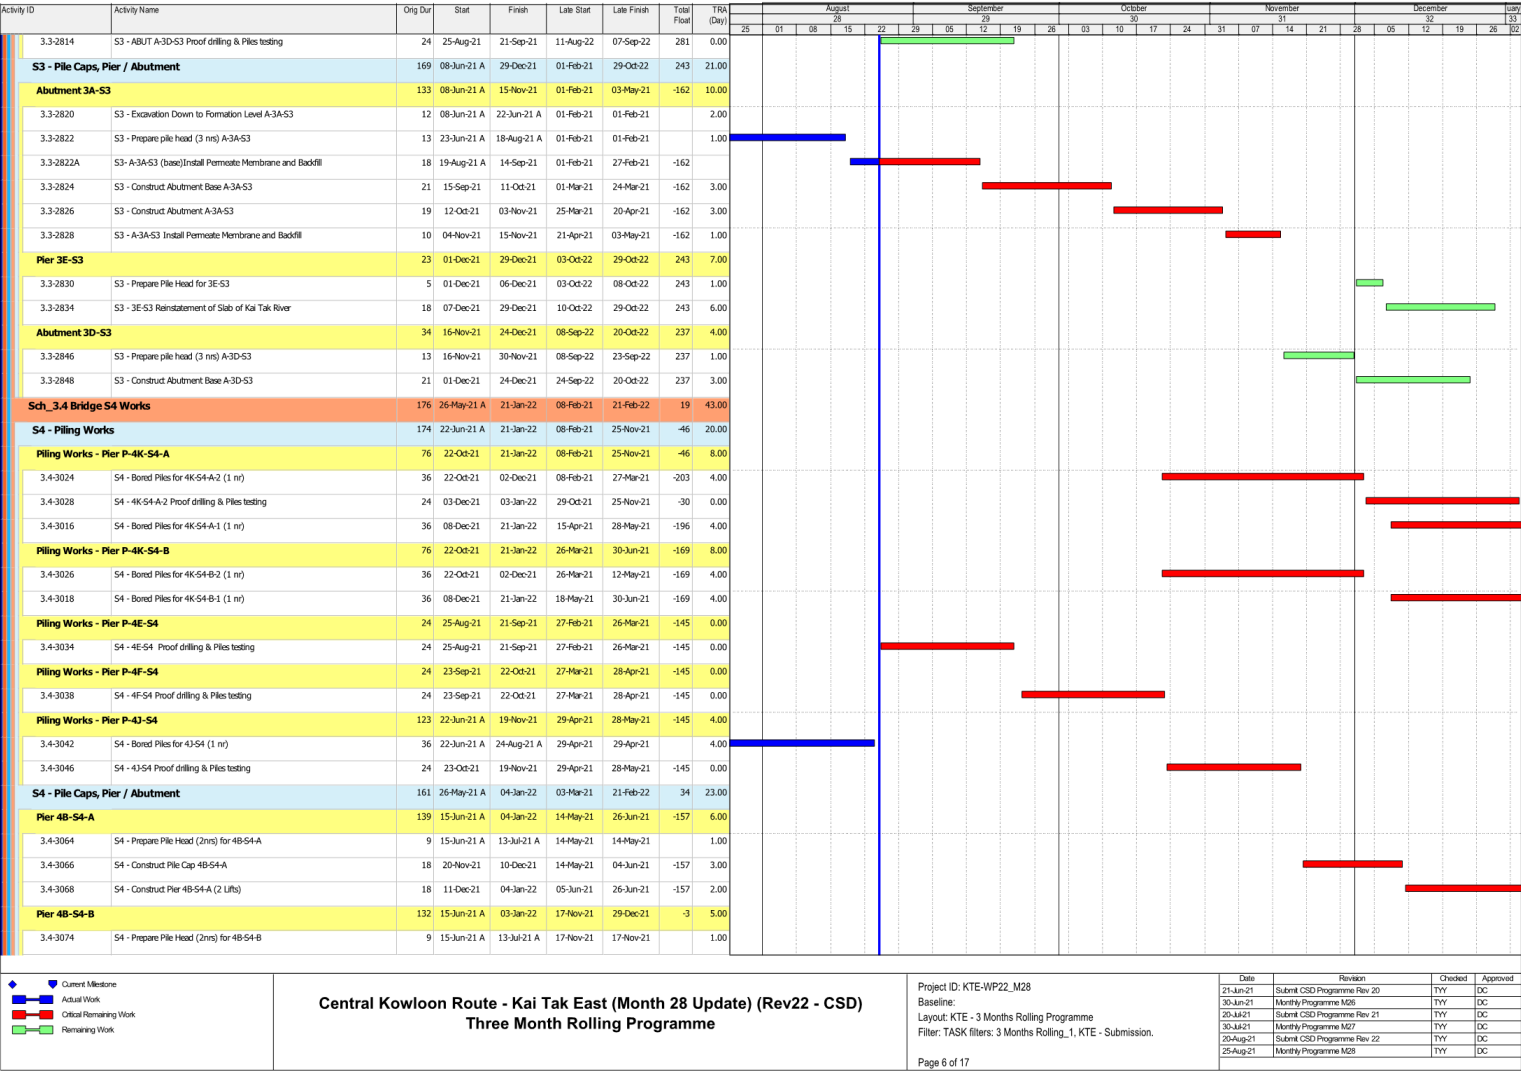 Activity ID Activity Name Orig Dur Start Finish Late Start Late Finish Total Float TRA (Day) August September October November December uary
28 29 30 31 32 33
25 01 08 15 22 29 05 12 19 26 03 10 17 24 31 07 14 21 28 05 12 19 26 02
3.3-2814 S3 - ABUT A-3D-S3 Proof drilling & Piles testing 24 25-Aug-21 21-Sep-21 11-Aug-22 07-Sep-22 281 0.00
S3 - Pile Caps, Pier / Abutment 169 08-Jun-21 A 29-Dec-21 01-Feb-21 29-Oct-22 243 21.00
Abutment 3A-S3 133 08-Jun-21 A 15-Nov-21 01-Feb-21 03-May-21 -162 10.00
3.3-2820 S3 - Excavation Down to Formation Level A-3A-S3 12 08-Jun-21 A 22-Jun-21 A 01-Feb-21 01-Feb-21 2.00
3.3-2822 S3 - Prepare pile head (3 nrs) A-3A-S3 13 23-Jun-21 A 18-Aug-21 A 01-Feb-21 01-Feb-21 1.00
3.3-2822A S3- A-3A-S3 (base)Install Permeate Membrane and Backfill 18 19-Aug-21 A 14-Sep-21 01-Feb-21 27-Feb-21 -162
3.3-2824 S3 - Construct Abutment Base A-3A-S3 21 15-Sep-21 11-Oct-21 01-Mar-21 24-Mar-21 -162 3.00
3.3-2826 S3 - Construct Abutment A-3A-S3 19 12-Oct-21 03-Nov-21 25-Mar-21 20-Apr-21 -162 3.00
3.3-2828 S3 - A-3A-S3 Install Permeate Membrane and Backfill 10 04-Nov-21 15-Nov-21 21-Apr-21 03-May-21 -162 1.00
Pier 3E-S3 23 01-Dec-21 29-Dec-21 03-Oct-22 29-Oct-22 243 7.00
3.3-2830 S3 - Prepare Pile Head for 3E-S3 5 01-Dec-21 06-Dec-21 03-Oct-22 08-Oct-22 243 1.00
3.3-2834 S3 - 3E-S3 Reinstatement of Slab of Kai Tak River 18 07-Dec-21 29-Dec-21 10-Oct-22 29-Oct-22 243 6.00
Abutment 3D-S3 34 16-Nov-21 24-Dec-21 08-Sep-22 20-Oct-22 237 4.00
3.3-2846 S3 - Prepare pile head (3 nrs) A-3D-S3 13 16-Nov-21 30-Nov-21 08-Sep-22 23-Sep-22 237 1.00
3.3-2848 S3 - Construct Abutment Base A-3D-S3 21 01-Dec-21 24-Dec-21 24-Sep-22 20-Oct-22 237 3.00
Sch_3.4 Bridge S4 Works 176 26-May-21 A 21-Jan-22 08-Feb-21 21-Feb-22 19 43.00
S4 - Piling Works 174 22-Jun-21 A 21-Jan-22 08-Feb-21 25-Nov-21 -46 20.00
Piling Works - Pier P-4K-S4-A 76 22-Oct-21 21-Jan-22 08-Feb-21 25-Nov-21 -46 8.00
3.4-3024 S4 - Bored Piles for 4K-S4-A-2 (1 nr) 36 22-Oct-21 02-Dec-21 08-Feb-21 27-Mar-21 -203 4.00
3.4-3028 S4 - 4K-S4-A-2 Proof drilling & Piles testing 24 03-Dec-21 03-Jan-22 29-Oct-21 25-Nov-21 -30 0.00
3.4-3016 S4 - Bored Piles for 4K-S4-A-1 (1 nr) 36 08-Dec-21 21-Jan-22 15-Apr-21 28-May-21 -196 4.00
Piling Works - Pier P-4K-S4-B 76 22-Oct-21 21-Jan-22 26-Mar-21 30-Jun-21 -169 8.00
3.4-3026 S4 - Bored Piles for 4K-S4-B-2 (1 nr) 36 22-Oct-21 02-Dec-21 26-Mar-21 12-May-21 -169 4.00
3.4-3018 S4 - Bored Piles for 4K-S4-B-1 (1 nr) 36 08-Dec-21 21-Jan-22 18-May-21 30-Jun-21 -169 4.00
Piling Works - Pier P-4E-S4 24 25-Aug-21 21-Sep-21 27-Feb-21 26-Mar-21 -145 0.00
3.4-3034 S4 - 4E-S4 Proof drilling & Piles testing 24 25-Aug-21 21-Sep-21 27-Feb-21 26-Mar-21 -145 0.00
Piling Works - Pier P-4F-S4 24 23-Sep-21 22-Oct-21 27-Mar-21 28-Apr-21 -145 0.00
3.4-3038 S4 - 4F-S4 Proof drilling & Piles testing 24 23-Sep-21 22-Oct-21 27-Mar-21 28-Apr-21 -145 0.00
Piling Works - Pier P-4J-S4 123 22-Jun-21 A 19-Nov-21 29-Apr-21 28-May-21 -145 4.00
3.4-3042 S4 - Bored Piles for 4J-S4 (1 nr) 36 22-Jun-21 A 24-Aug-21 A 29-Apr-21 29-Apr-21 4.00
3.4-3046 S4 - 4J-S4 Proof drilling & Piles testing 24 23-Oct-21 19-Nov-21 29-Apr-21 28-May-21 -145 0.00
S4 - Pile Caps, Pier / Abutment 161 26-May-21 A 04-Jan-22 03-Mar-21 21-Feb-22 34 23.00
Pier 4B-S4-A 139 15-Jun-21 A 04-Jan-22 14-May-21 26-Jun-21 -157 6.00
3.4-3064 S4 - Prepare Pile Head (2nrs) for 4B-S4-A 9 15-Jun-21 A 13-Jul-21 A 14-May-21 14-May-21 1.00
3.4-3066 S4 - Construct Pile Cap 4B-S4-A 18 20-Nov-21 10-Dec-21 14-May-21 04-Jun-21 -157 3.00
3.4-3068 S4 - Construct Pier 4B-S4-A (2 Lifts) 18 11-Dec-21 04-Jan-22 05-Jun-21 26-Jun-21 -157 2.00
Pier 4B-S4-B 132 15-Jun-21 A 03-Jan-22 17-Nov-21 29-Dec-21 -3 5.00
3.4-3074 S4 - Prepare Pile Head (2nrs) for 4B-S4-B 9 15-Jun-21 A 13-Jul-21 A 17-Nov-21 17-Nov-21 1.00
Current Milestone
Actual Work
Critical Remaining Work
Remaining Work
Central Kowloon Route - Kai Tak East (Month 28 Update) (Rev22 - CSD)
Three Month Rolling Programme
Project ID: KTE-WP22_M28
Baseline:
Layout: KTE - 3 Months Rolling Programme
Filter: TASK filters: 3 Months Rolling_1, KTE - Submission.
Page 6 of 17
Date Revision Checked Approved
21-Jun-21 Submit CSD Programme Rev 20 TYY DC
30-Jun-21 Monthly Programme M26 TYY DC
20-Jul-21 Submit CSD Programme Rev 21 TYY DC
30-Jul-21 Monthly Programme M27 TYY DC
20-Aug-21 Submit CSD Programme Rev 22 TYY DC
25-Aug-21 Monthly Programme M28 TYY DC